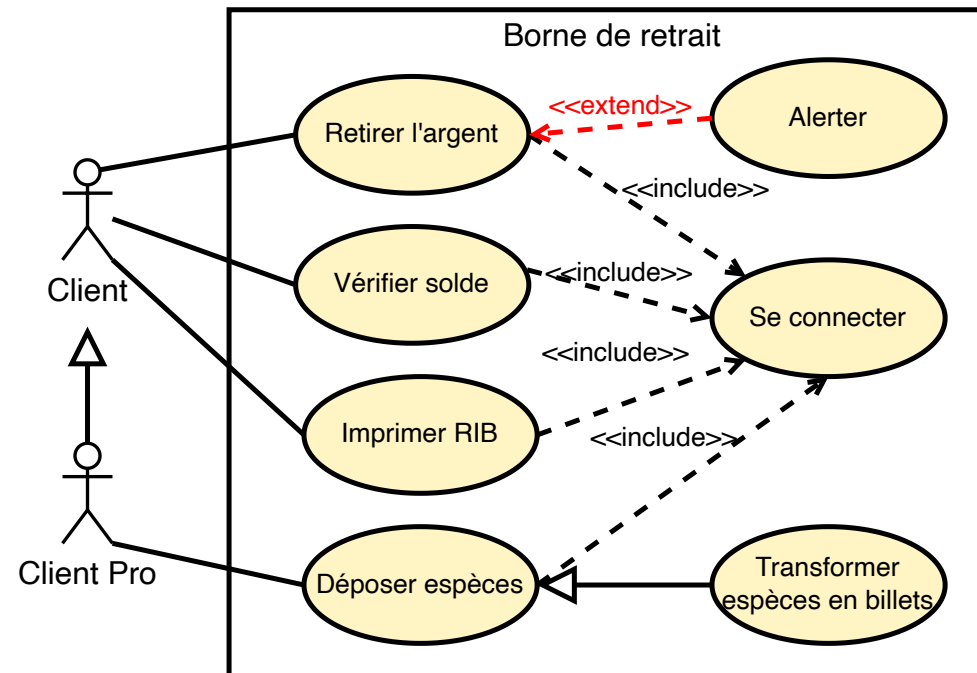 Borne de retrait
Retirer l'argent
<<extend>>
Alerter
<<include>>
Client
Vérifier solde
<<include>>
Se connecter
<<include>>
Imprimer RIB
<<include>>
Client Pro
Déposer espèces
Transformer
espèces en billets